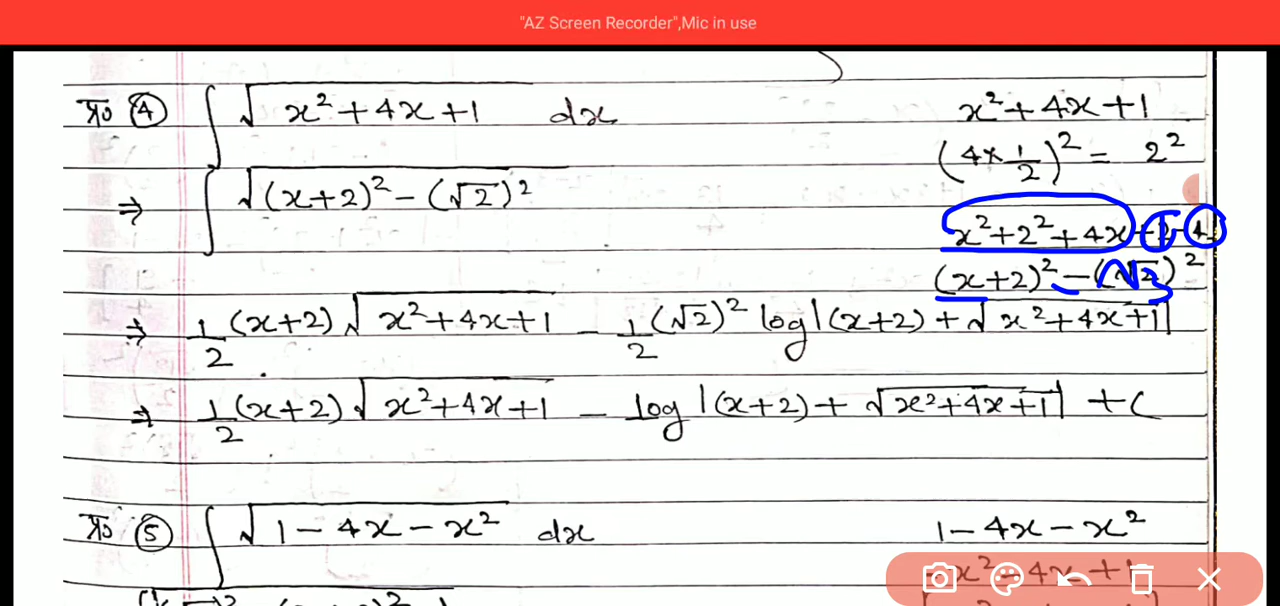 "AZ Screen Recorder",Mic in use
प्र० ④ ∫ √x²+4x+1 dx
x²+4x+1
(4×1/2)² = 2²
⇒ ∫ √(x+2)² − (√2)²
x²+2²+4x
(x+2)² − (√3)²
⇒ 1/2 (x+2) √x²+4x+1 − 1/2 (√2)² log|(x+2) + √x²+4x+1|
⇒ 1/2 (x+2) √x²+4x+1 − log|(x+2) + √x²+4x+1| + c
प्र० ⑤ ∫ √1−4x−x² dx
1−4x−x²